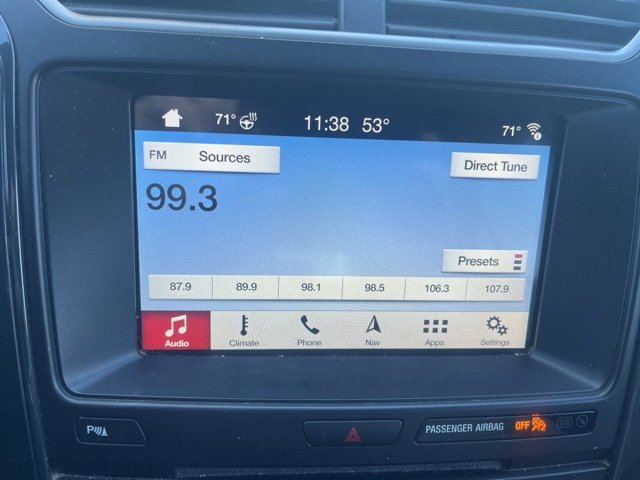 71° 11:38 53° 71°
FM Sources Direct Tune
99.3
Presets
87.9 89.9 98.1 98.5 106.3 107.9
Audio Climate Phone Nav Apps Settings
P PASSENGER AIRBAG OFF ON